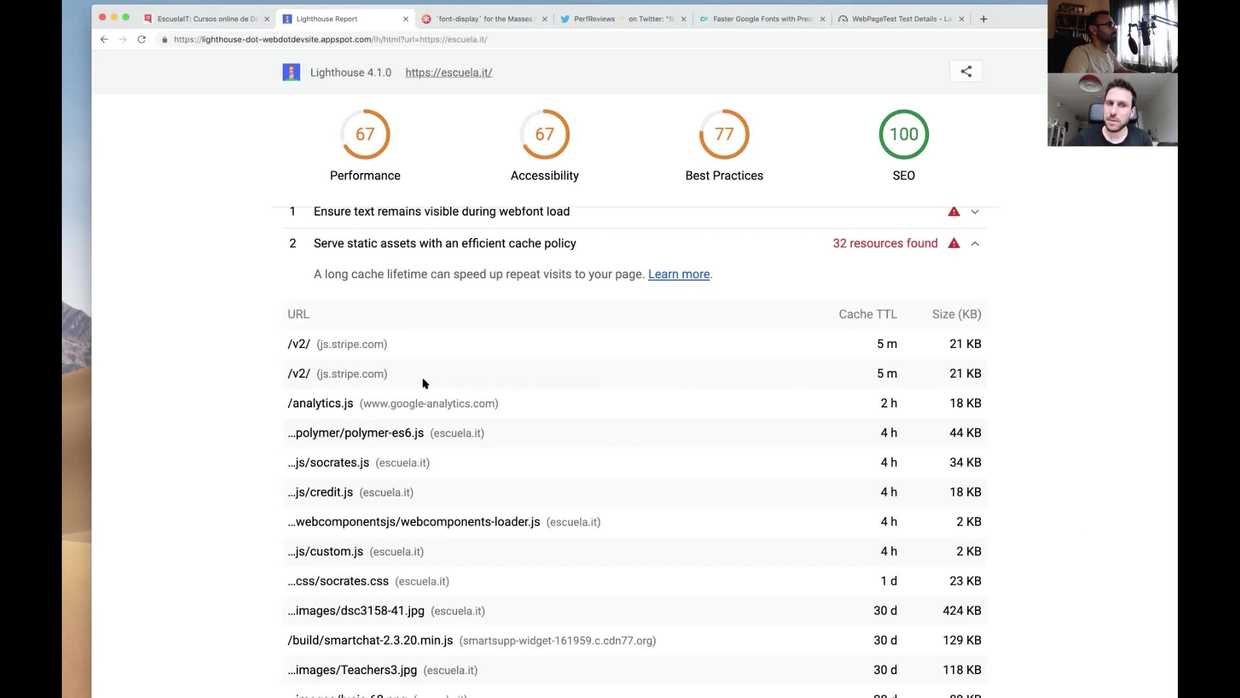 EscuelaIT: Cursos online de D
Lighthouse Report
`font-display` for the Masses
PerfReviews on Twitter: "
Faster Google Fonts with Prec
WebPageTest Test Details - L
https://lighthouse-dot-webdotdevsite.appspot.com/lh/html?url=https://escuela.it/
Lighthouse 4.1.0 https://escuela.it/
67 67 77 100
Performance Accessibility Best Practices SEO
1 Ensure text remains visible during webfont load
2 Serve static assets with an efficient cache policy 32 resources found
A long cache lifetime can speed up repeat visits to your page. Learn more.
URL Cache TTL Size (KB)
/v2/ (js.stripe.com) 5 m 21 KB
/v2/ (js.stripe.com) 5 m 21 KB
/analytics.js (www.google-analytics.com) 2 h 18 KB
…polymer/polymer-es6.js (escuela.it) 4 h 44 KB
…js/socrates.js (escuela.it) 4 h 34 KB
…js/credit.js (escuela.it) 4 h 18 KB
…webcomponentsjs/webcomponents-loader.js (escuela.it) 4 h 2 KB
…js/custom.js (escuela.it) 4 h 2 KB
…css/socrates.css (escuela.it) 1 d 23 KB
…images/dsc3158-41.jpg (escuela.it) 30 d 424 KB
/build/smartchat-2.3.20.min.js (smartsupp-widget-161959.c.cdn77.org) 30 d 129 KB
…images/Teachers3.jpg (escuela.it) 30 d 118 KB